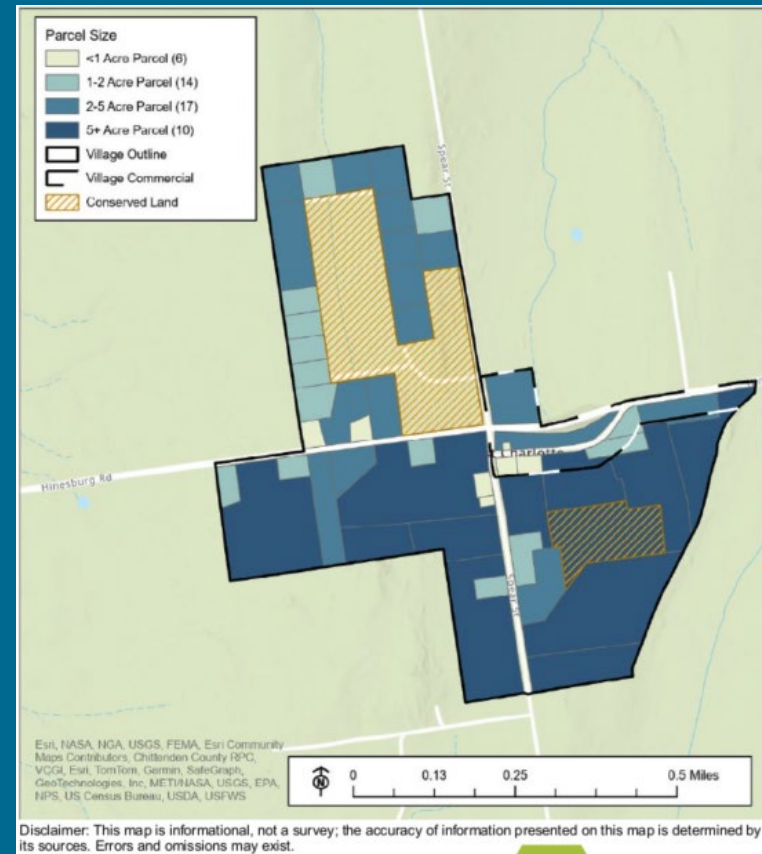 Parcel Size
<1 Acre Parcel (6)
1-2 Acre Parcel (14)
2-5 Acre Parcel (17)
5+ Acre Parcel (10)
Village Outline
Village Commercial
Conserved Land
Spear St
Charlotte
Hinesburg Rd
Spear St
Esri, NASA, NGA, USGS, FEMA, Esri Community
Maps Contributors, Chittenden County RPC,
VCGI, Esri, TomTom, Garmin, SafeGraph,
GeoTechnologies, Inc, METI/NASA, USGS, EPA,
NPS, US Census Bureau, USDA, USFWS
N
0 0.13 0.25 0.5 Miles
Disclaimer: This map is informational, not a survey; the accuracy of information presented on this map is determined by
its sources. Errors and omissions may exist.